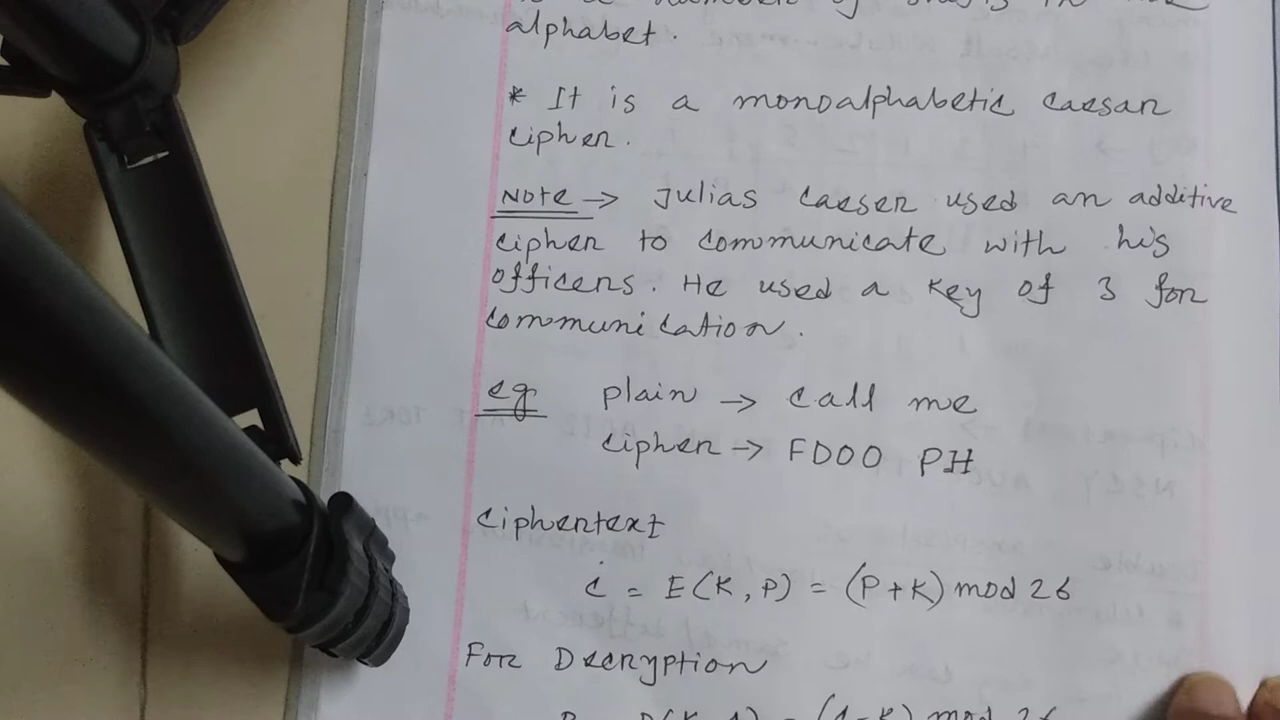 alphabet.
* It is a monoalphabetic caesar
cipher.
Note → Julias caeser used an additive
cipher to communicate with his
officers. He used a key of 3 for
communication.
eg plain → call me
cipher → FDOO PH
ciphertext
c = E(K, P) = (P+K) mod 26
For Decryption